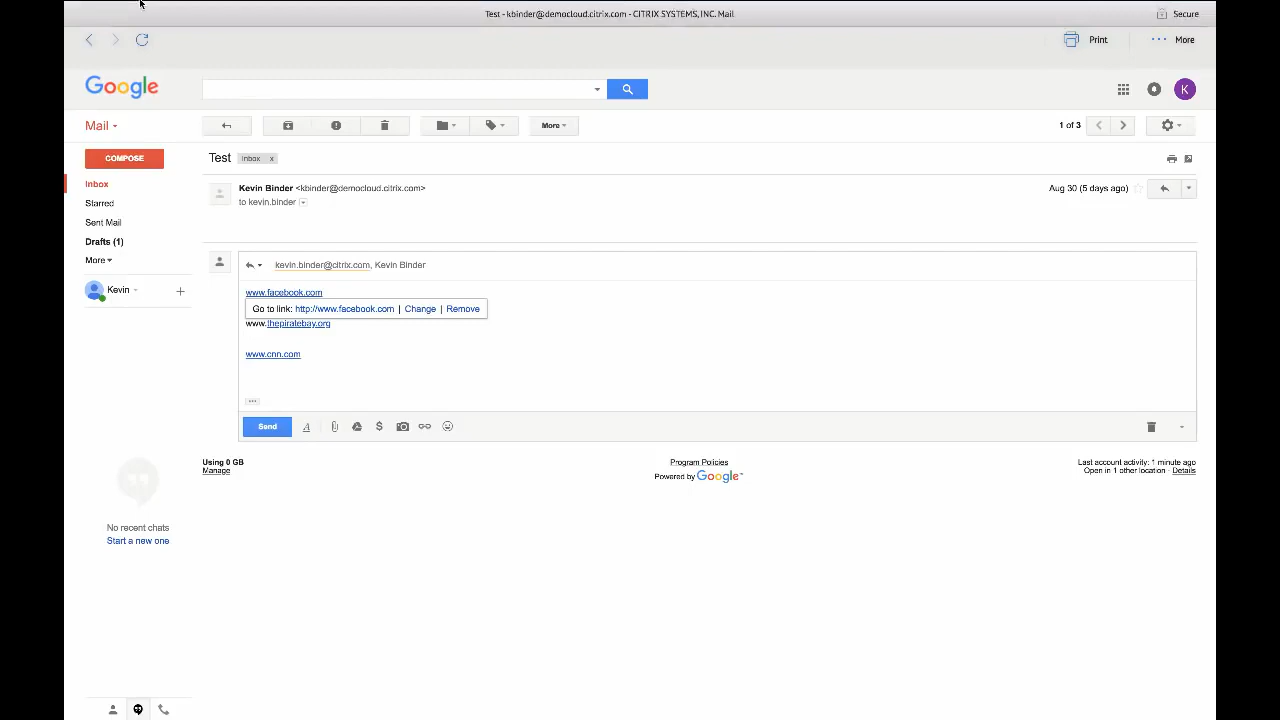 Test - kbinder@democloud.citrix.com - CITRIX SYSTEMS, INC. Mail
Secure
Print
More
Google
K
Mail
More
1 of 3
COMPOSE
Test
Inbox x
Inbox
Kevin Binder <kbinder@democloud.citrix.com>
Aug 30 (5 days ago)
Starred
to kevin.binder
Sent Mail
Drafts (1)
More
kevin.binder@citrix.com, Kevin Binder
Kevin
www.facebook.com
Go to link: http://www.facebook.com | Change | Remove
www.thepiratebay.org
www.cnn.com
Send
Using 0 GB
Manage
Program Policies
Powered by Google™
Last account activity: 1 minute ago
Open in 1 other location - Details
No recent chats
Start a new one